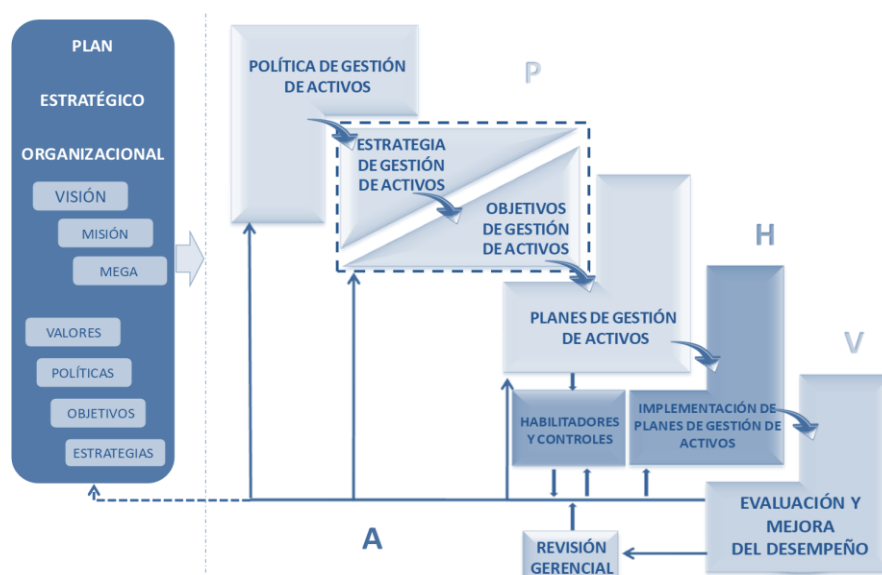 PLAN
ESTRATÉGICO
ORGANIZACIONAL
VISIÓN
MISIÓN
MEGA
VALORES
POLÍTICAS
OBJETIVOS
ESTRATEGIAS
POLÍTICA DE GESTIÓN
DE ACTIVOS
P
ESTRATEGIA
DE GESTIÓN
DE ACTIVOS
OBJETIVOS
DE GESTIÓN
DE ACTIVOS
H
PLANES DE GESTIÓN
DE ACTIVOS
V
HABILITADORES
Y CONTROLES
IMPLEMENTACIÓN DE
PLANES DE GESTIÓN DE
ACTIVOS
EVALUACIÓN Y
MEJORA
DEL DESEMPEÑO
A
REVISIÓN
GERENCIAL